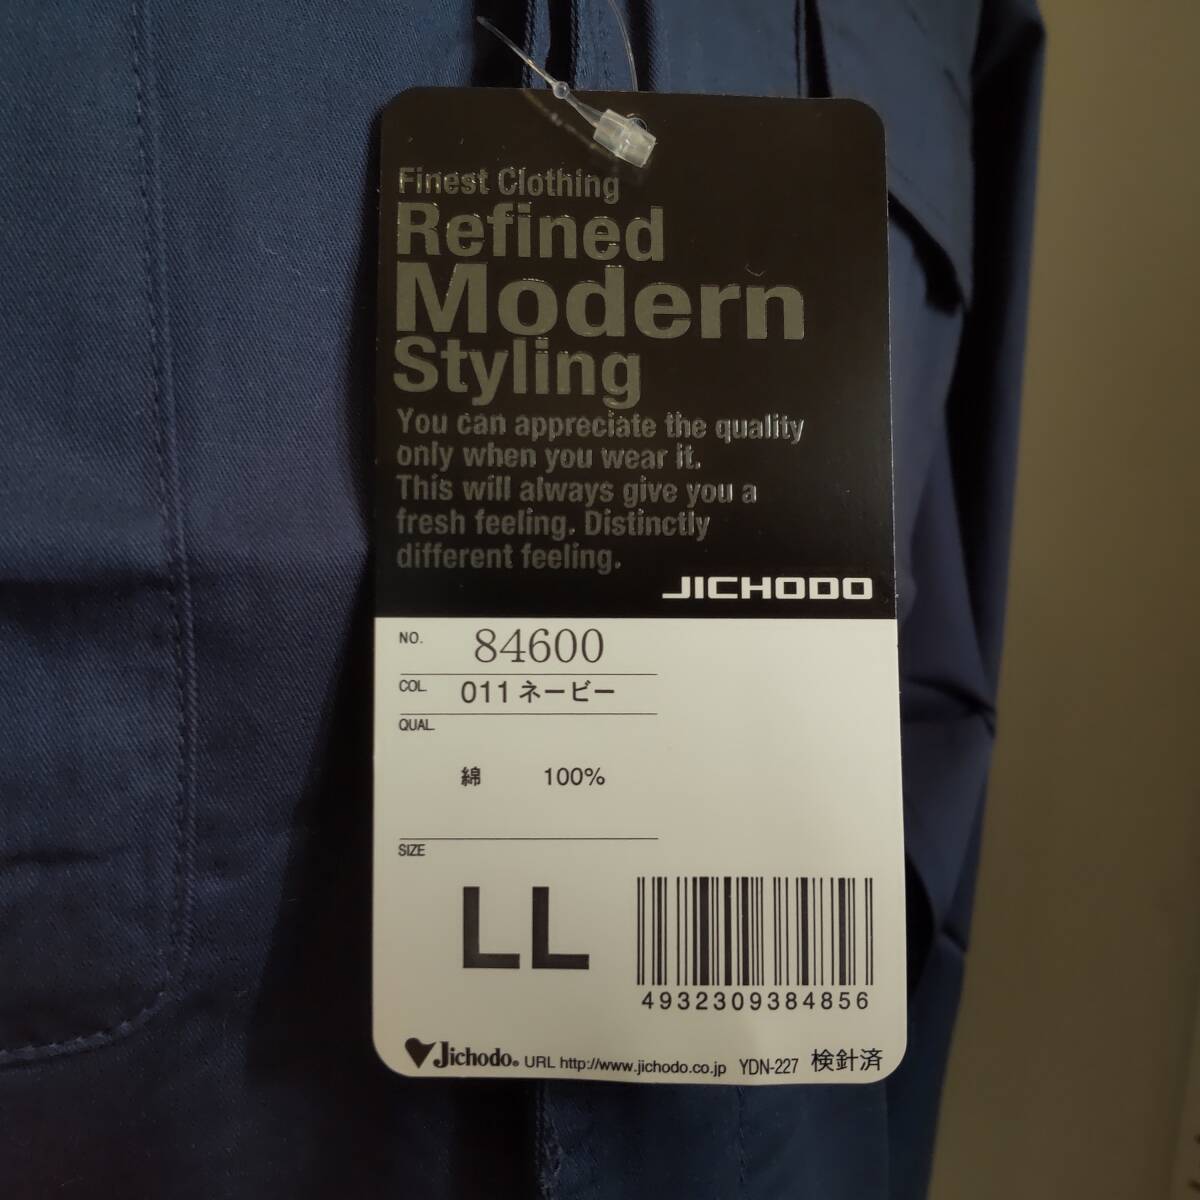 Finest Clothing
Refined
Modern
Styling
You can appreciate the quality
only when you wear it.
This will always give you a
fresh feeling. Distinctly
different feeling.
JICHODO
NO. 84600
COL. 011 ネービー
QUAL.
綿 100%
SIZE
LL
4932309384856
Jichodo® URL http://www.jichodo.co.jp YDN-227 検針済